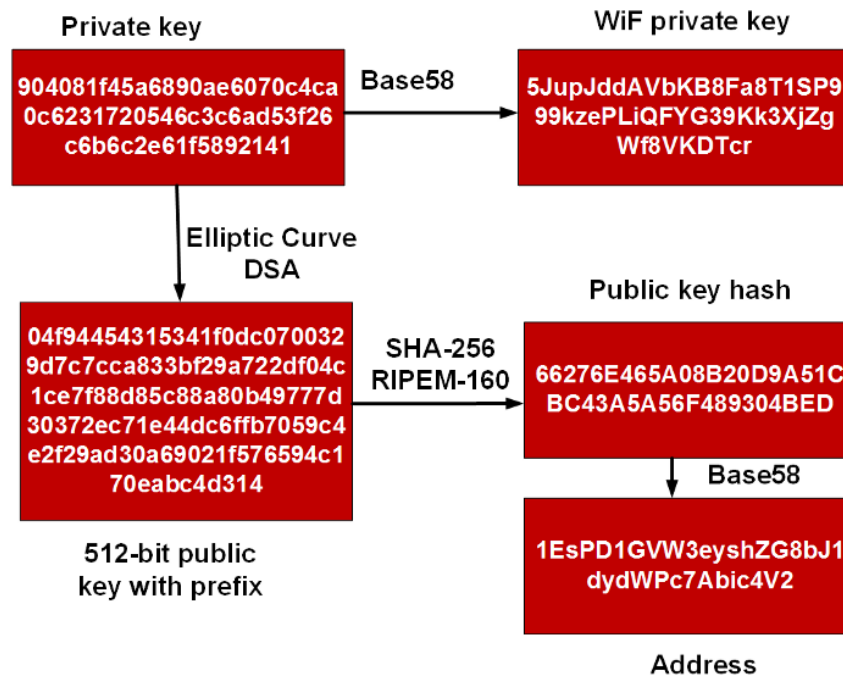 Private key
904081f45a6890ae6070c4ca
0c6231720546c3c6ad53f26
c6b6c2e61f5892141
Base58
WiF private key
5JupJddAVbKB8Fa8T1SP9
99kzePLiQFYG39Kk3XjZg
Wf8VKDTcr
Elliptic Curve
DSA
04f94454315341f0dc070032
9d7c7cca833bf29a722df04c
1ce7f88d85c88a80b49777d
30372ec71e44dc6ffb7059c4
e2f29ad30a69021f576594c1
70eabc4d314
512-bit public
key with prefix
SHA-256
RIPEM-160
Public key hash
66276E465A08B20D9A51C
BC43A5A56F489304BED
Base58
1EsPD1GVW3eyshZG8bJ1
dydWPc7Abic4V2
Address